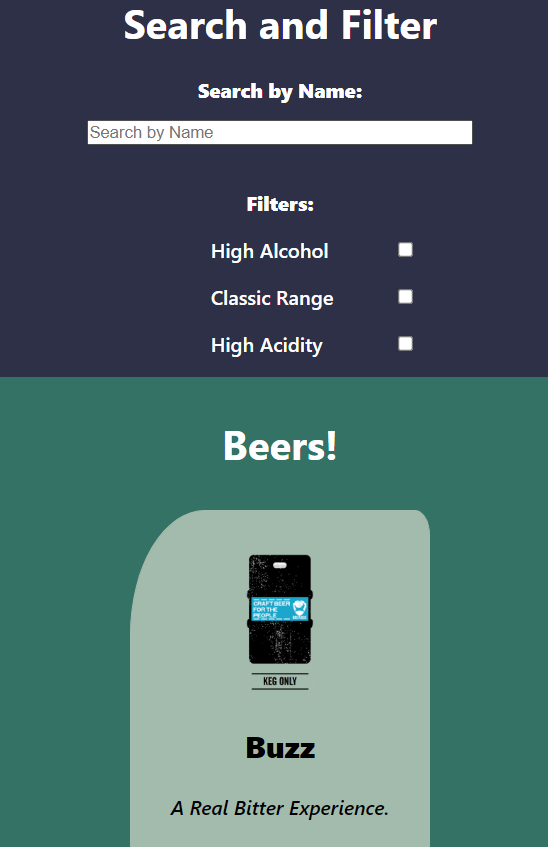 Search and Filter
Search by Name:
Search by Name
Filters:
High Alcohol
Classic Range
High Acidity
Beers!
CRAFT BEER
FOR THE
PEOPLE
KEG ONLY
Buzz
A Real Bitter Experience.